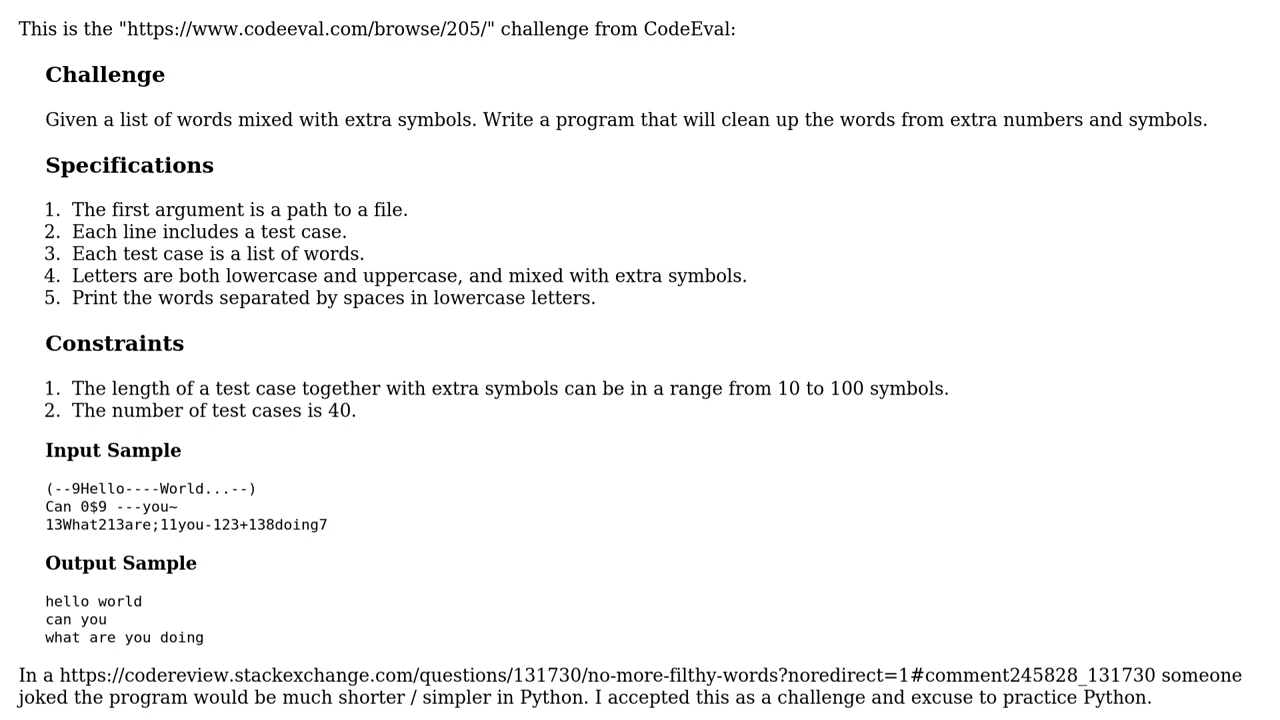 This is the "https://www.codeeval.com/browse/205/" challenge from CodeEval:
Challenge
Given a list of words mixed with extra symbols. Write a program that will clean up the words from extra numbers and symbols.
Specifications
1. The first argument is a path to a file.
2. Each line includes a test case.
3. Each test case is a list of words.
4. Letters are both lowercase and uppercase, and mixed with extra symbols.
5. Print the words separated by spaces in lowercase letters.
Constraints
1. The length of a test case together with extra symbols can be in a range from 10 to 100 symbols.
2. The number of test cases is 40.
Input Sample
(--9Hello----World...--)
Can 0$9 ---you~
13What213are;11you-123+138doing7
Output Sample
hello world
can you
what are you doing
In a https://codereview.stackexchange.com/questions/131730/no-more-filthy-words?noredirect=1#comment245828_131730 someone
joked the program would be much shorter / simpler in Python. I accepted this as a challenge and excuse to practice Python.